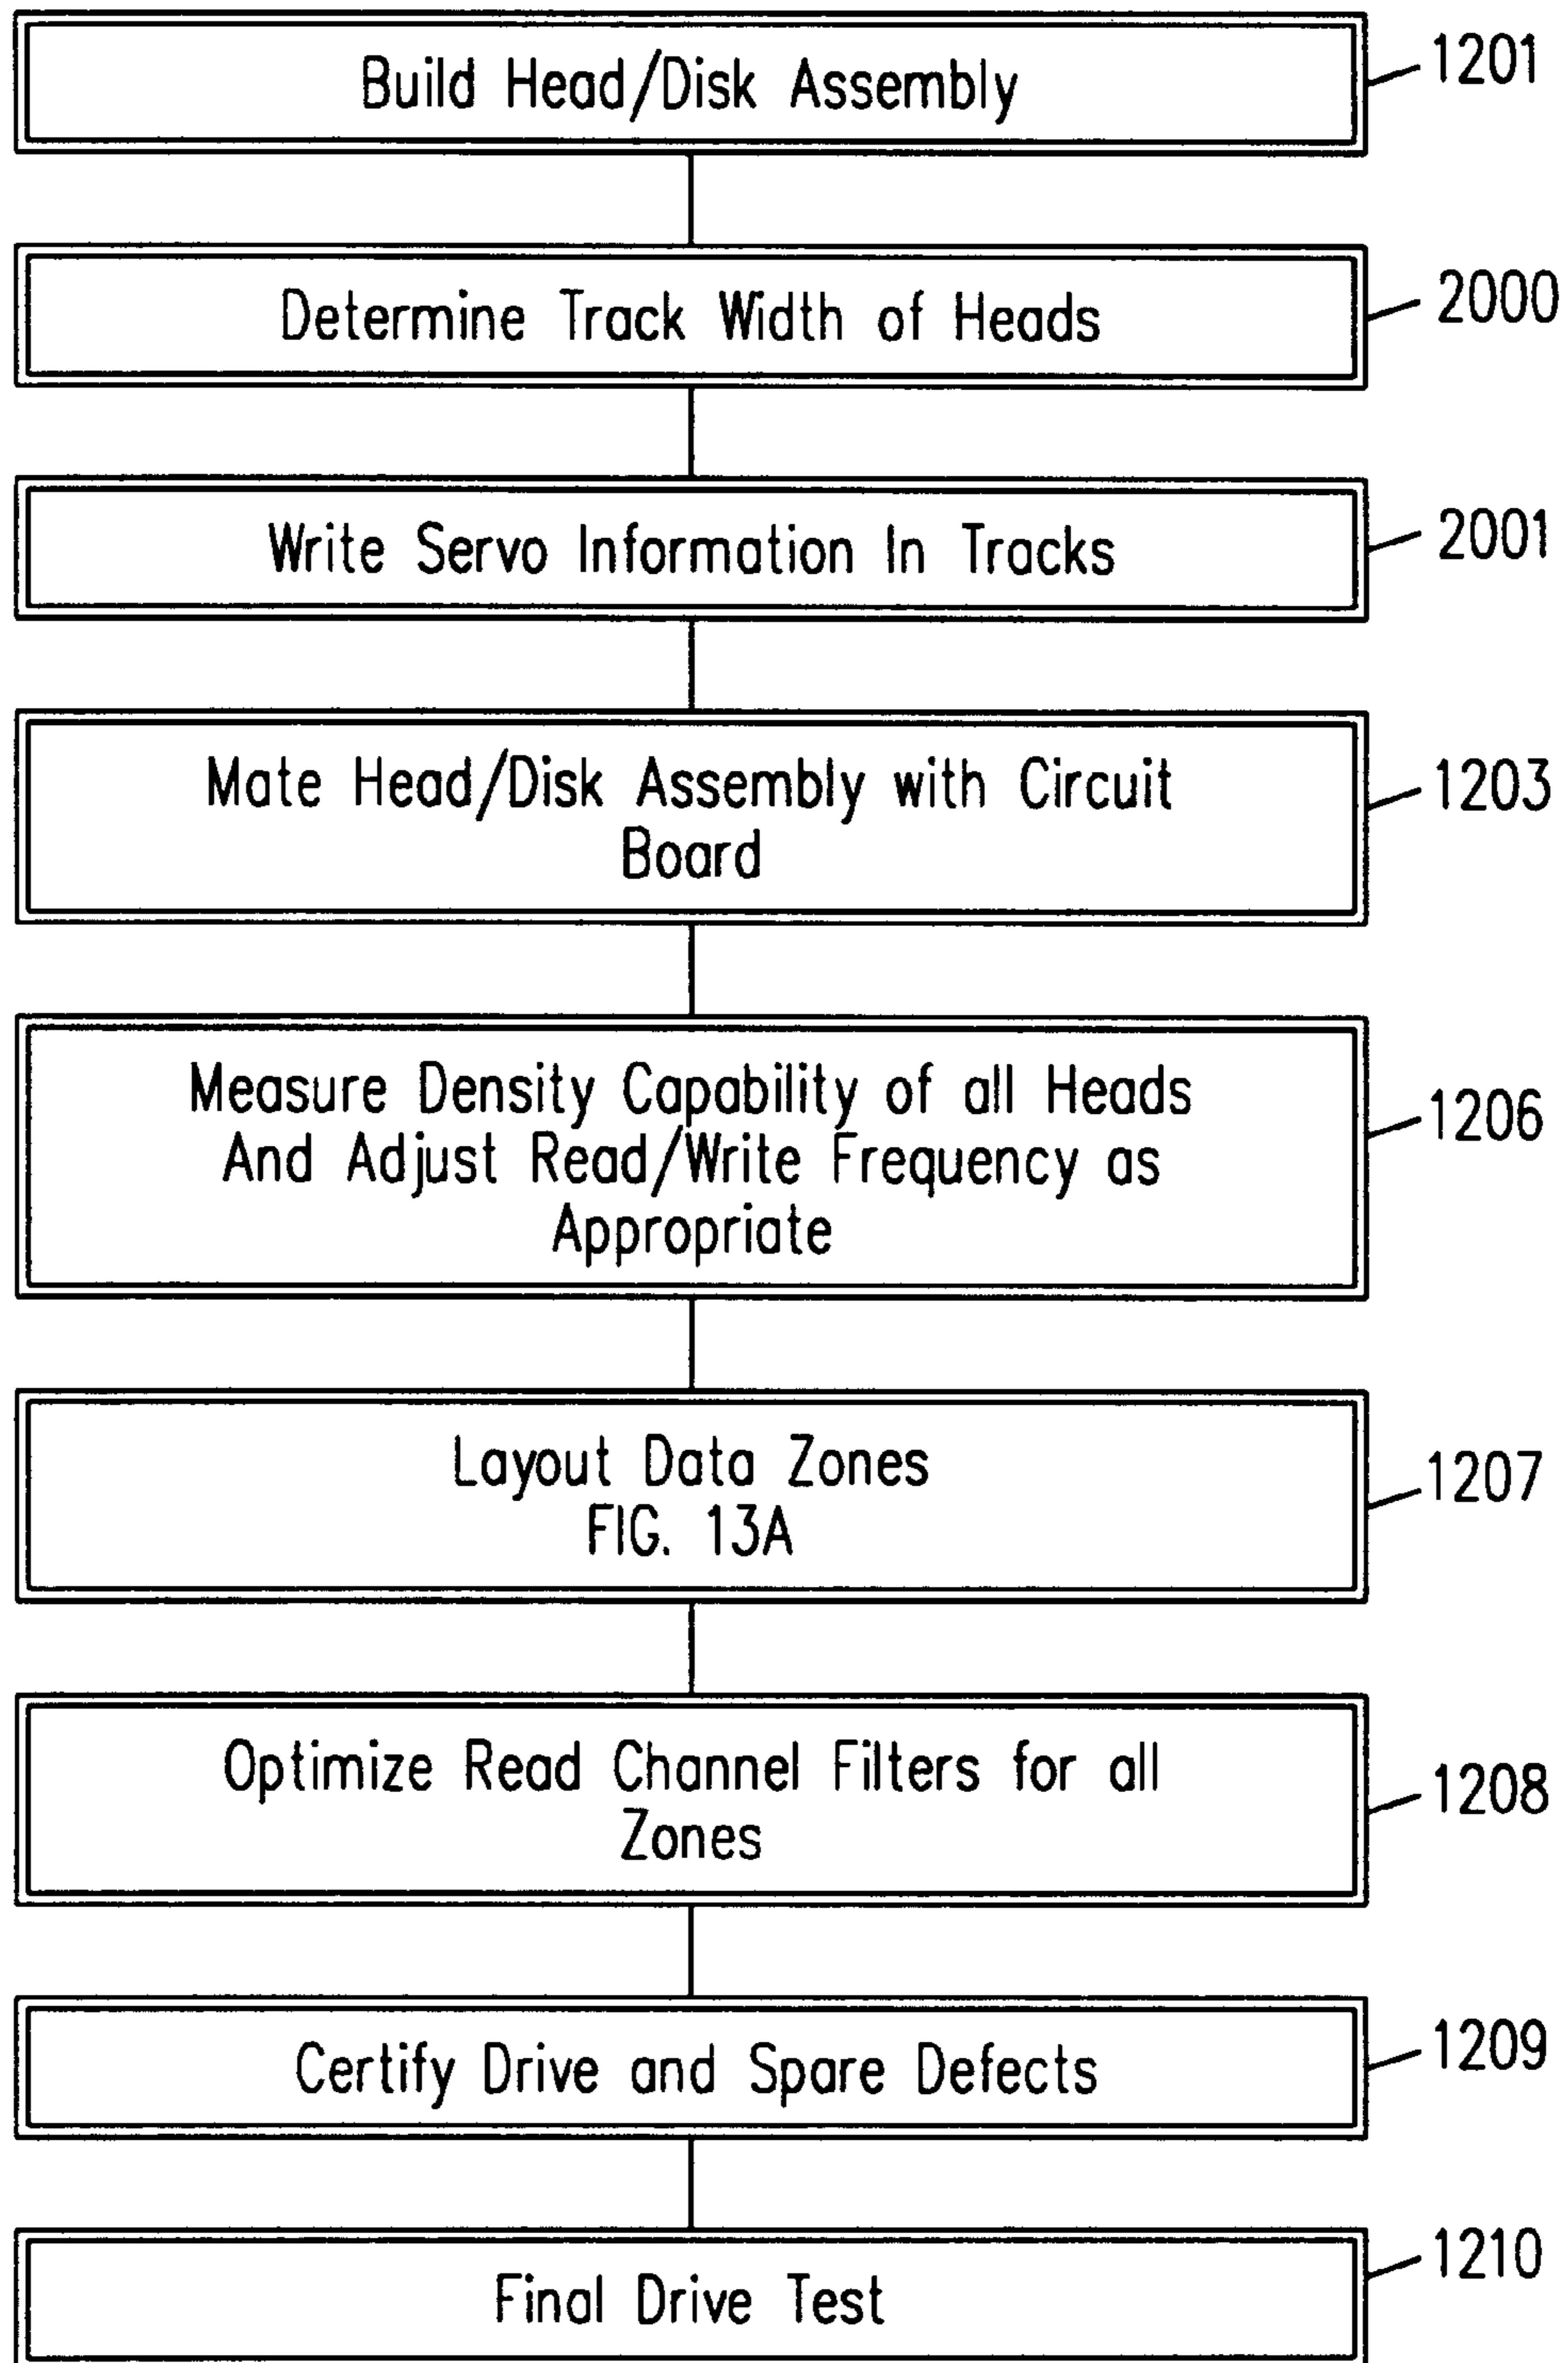 Build Head/Disk Assembly
1201
Determine Track Width of Heads
2000
Write Servo Information In Tracks
2001
Mate Head/Disk Assembly with Circuit
Board
1203
Measure Density Capability of all Heads
And Adjust Read/Write Frequency as
Appropriate
1206
Layout Data Zones
FIG. 13A
1207
Optimize Read Channel Filters for all
Zones
1208
Certify Drive and Spare Defects
1209
Final Drive Test
1210